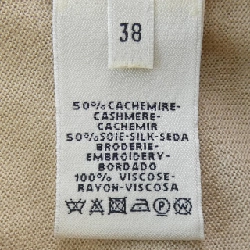 38
50% CACHEMIRE-
CASHMERE-
CACHEMIR
50% SOIE-SILK-SEDA
BRODERIE-
EMBROIDERY-
BORDADO
100% VISCOSE-
RAYON-VISCOSA